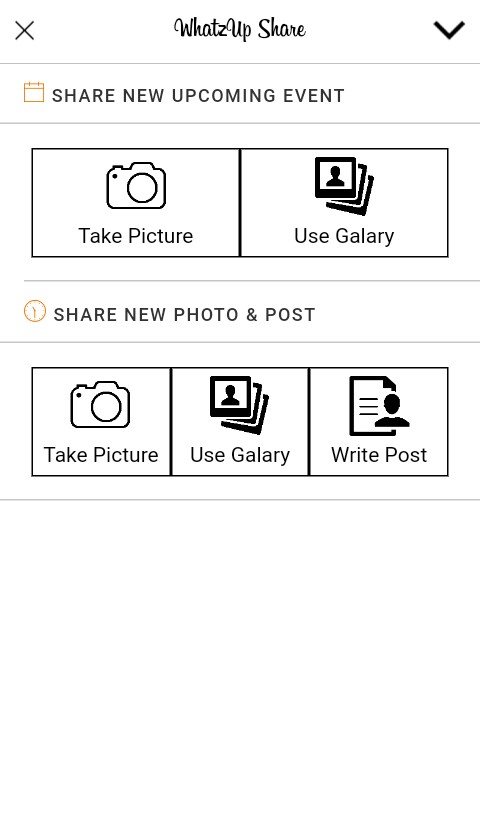 WhatzUp Share
SHARE NEW UPCOMING EVENT
Take Picture
Use Galary
SHARE NEW PHOTO & POST
Take Picture
Use Galary
Write Post